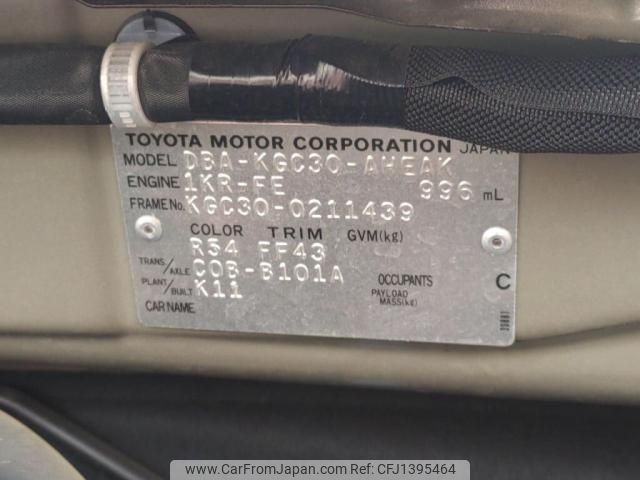 TOYOTA MOTOR CORPORATION JAPAN
MODEL DBA-KGC30-AHEAK
ENGINE 1KR-FE 996 mL
FRAME No. KGC30-0211439
COLOR TRIM GVM(kg)
R54 FF43
TRANS/AXLE C0B-B101A OCCUPANTS C
PLANT/BUILT K11 PAYLOAD MASS(kg)
CAR NAME
www.CarFromJapan.com | Car ID: CFJ1395464